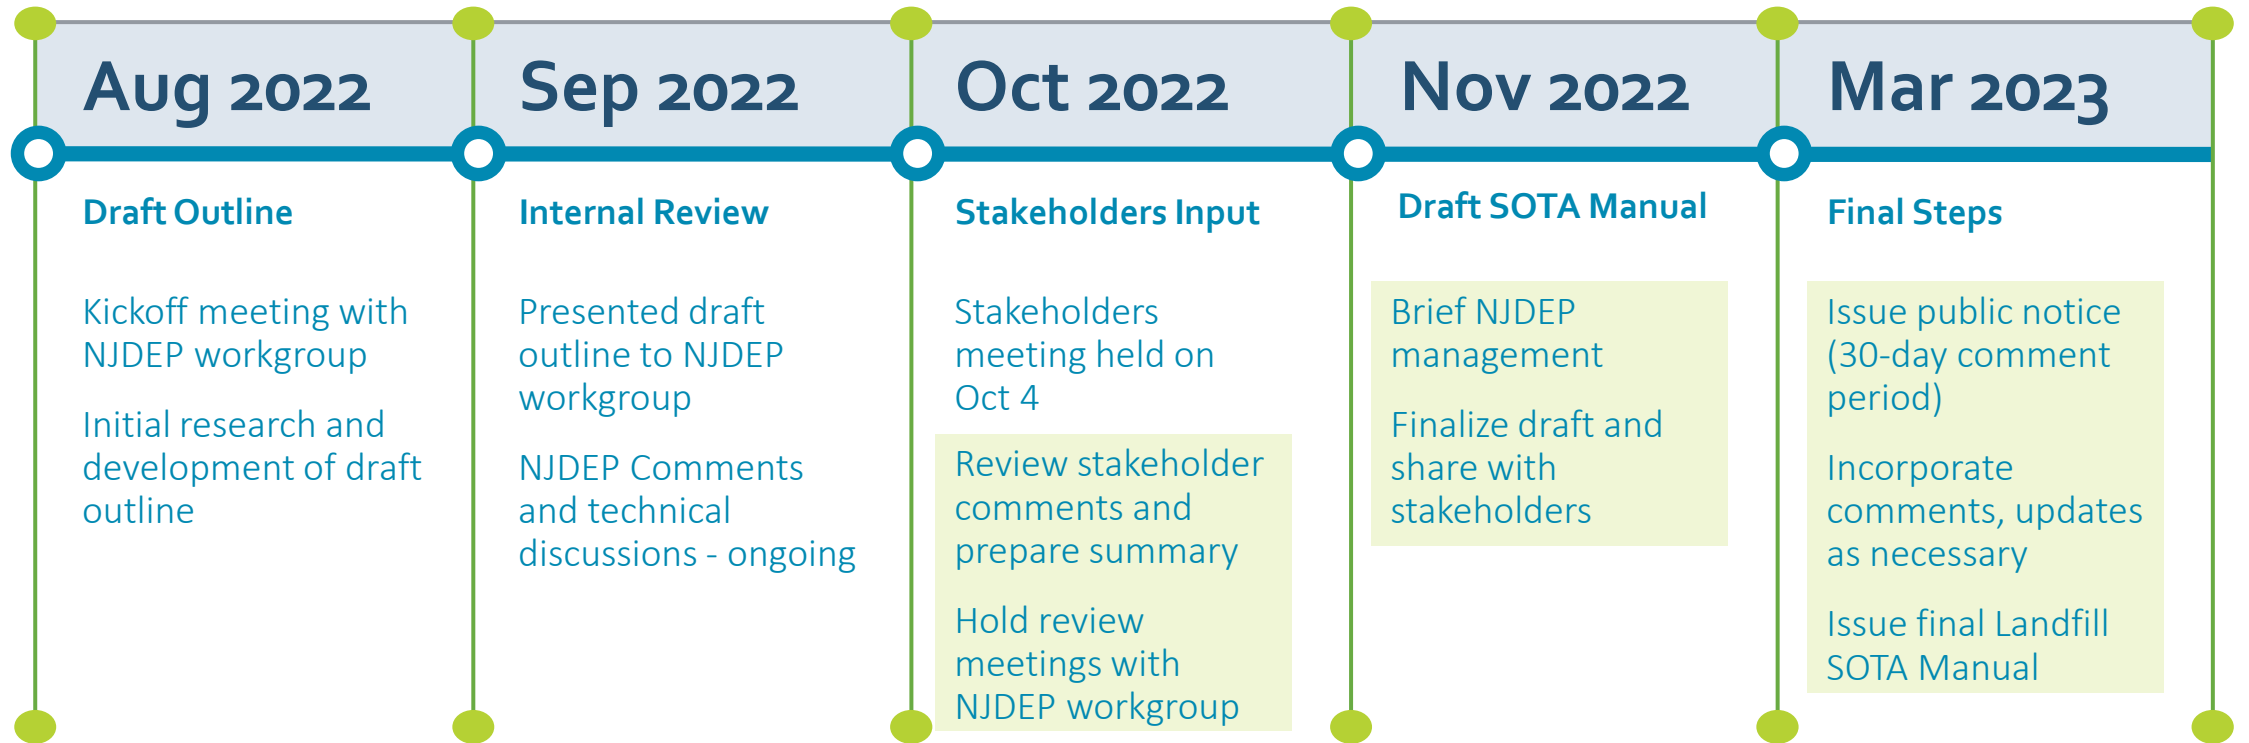 Aug 2022
Sep 2022
Oct 2022
Nov 2022
Mar 2023
Draft Outline
Kickoff meeting with
NJDEP workgroup
Initial research and
development of draft
outline
Internal Review
Presented draft
outline to NJDEP
workgroup
NJDEP Comments
and technical
discussions - ongoing
Stakeholders Input
Stakeholders
meeting held on
Oct 4
Review stakeholder
comments and
prepare summary
Hold review
meetings with
NJDEP workgroup
Draft SOTA Manual
Brief NJDEP
management
Finalize draft and
share with
stakeholders
Final Steps
Issue public notice
(30-day comment
period)
Incorporate
comments, updates
as necessary
Issue final Landfill
SOTA Manual